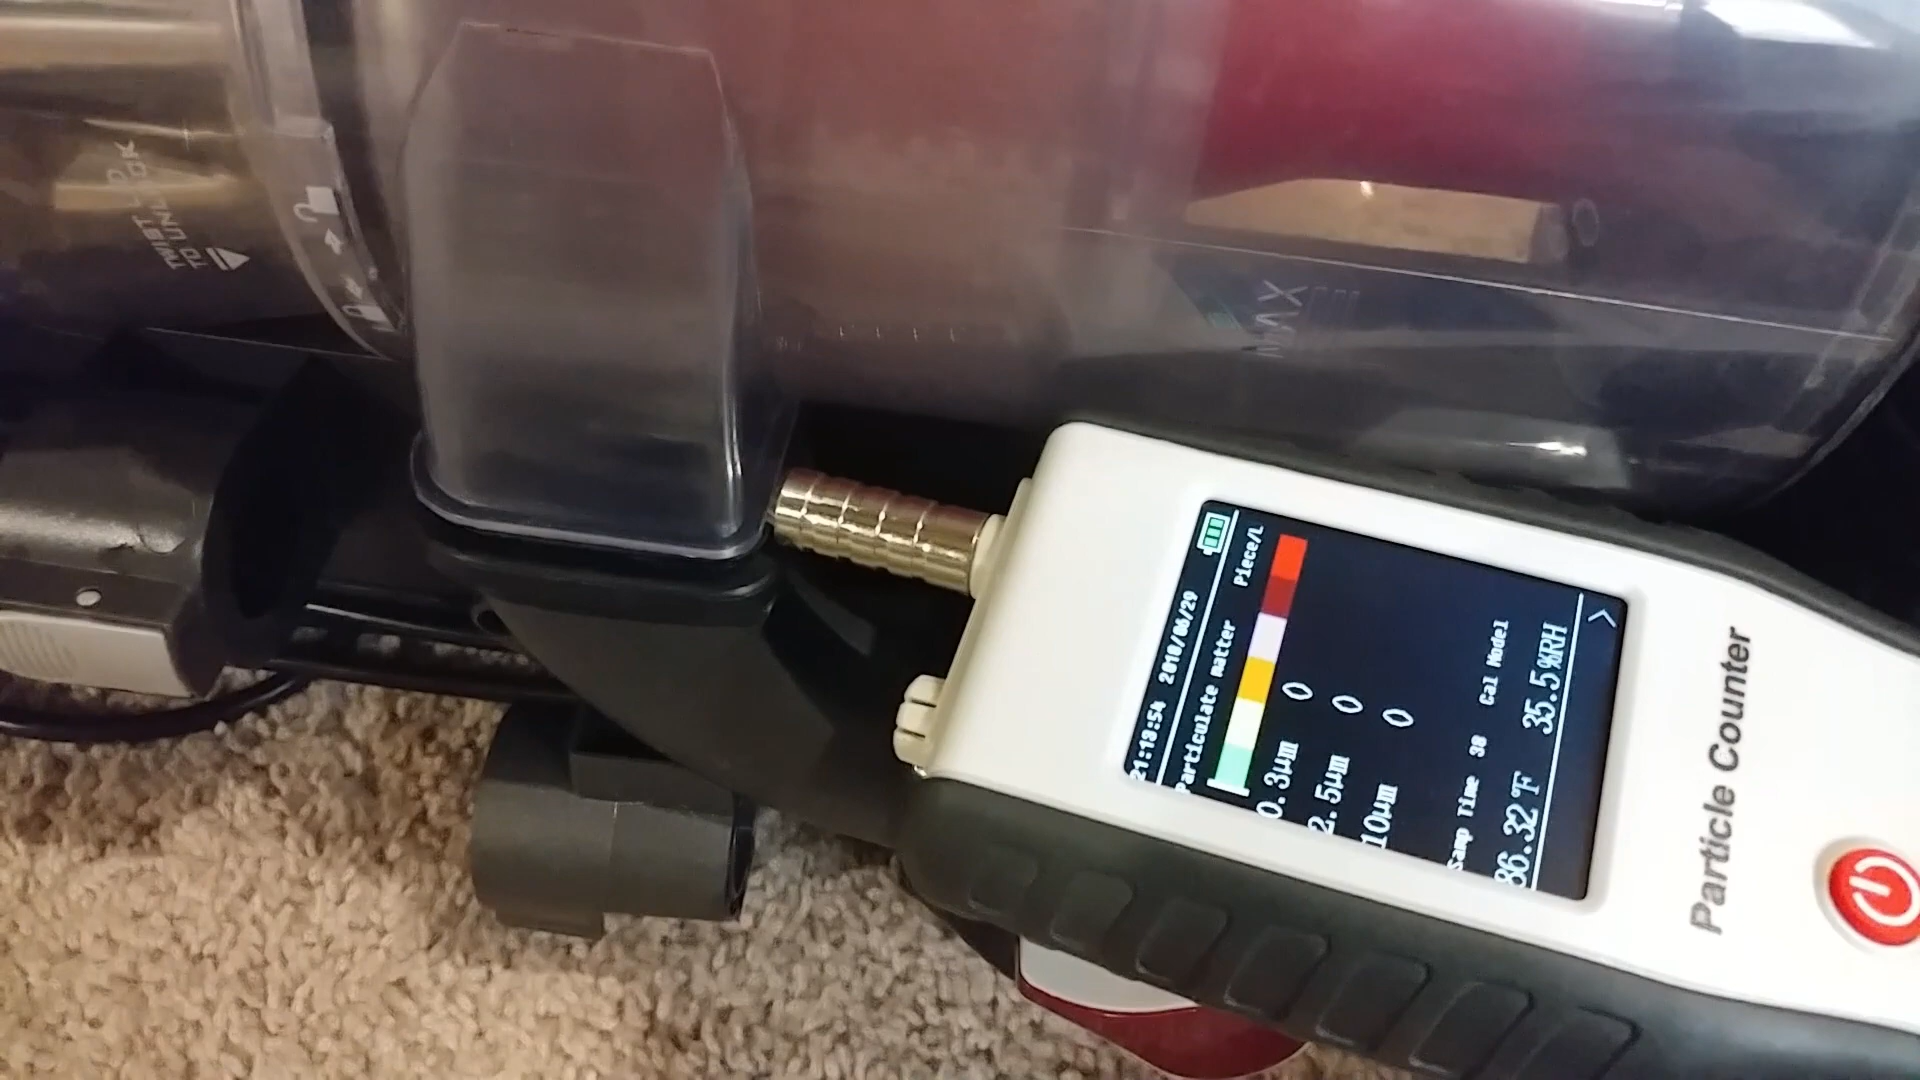 21:13:54 2018/06/29
Particulate matter Piece/L
0.3µm 0
2.5µm 0
10µm 0
Samp Time 38 Cal Model
86.32℉ 35.5%RH
>
Particle Counter
TWIST LID
TO UNLOCK
MAX